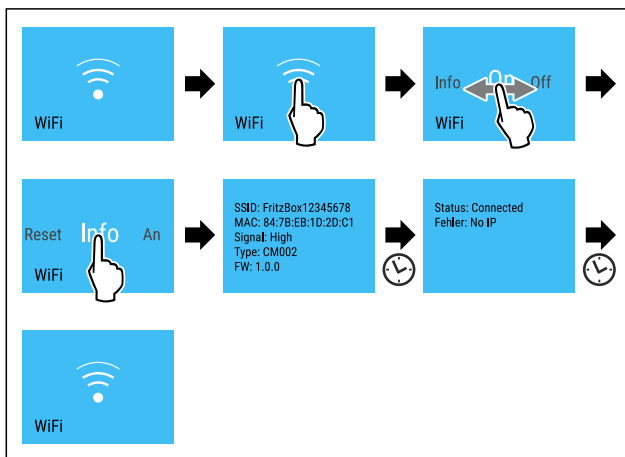 WiFi
WiFi
Info On Off
WiFi
Reset Info An
WiFi
SSID: FritzBox12345678
MAC: 84:7B:EB:1D:2D:C1
Signal: High
Type: CM002
FW: 1.0.0
Status: Connected
Fehler: No IP
WiFi